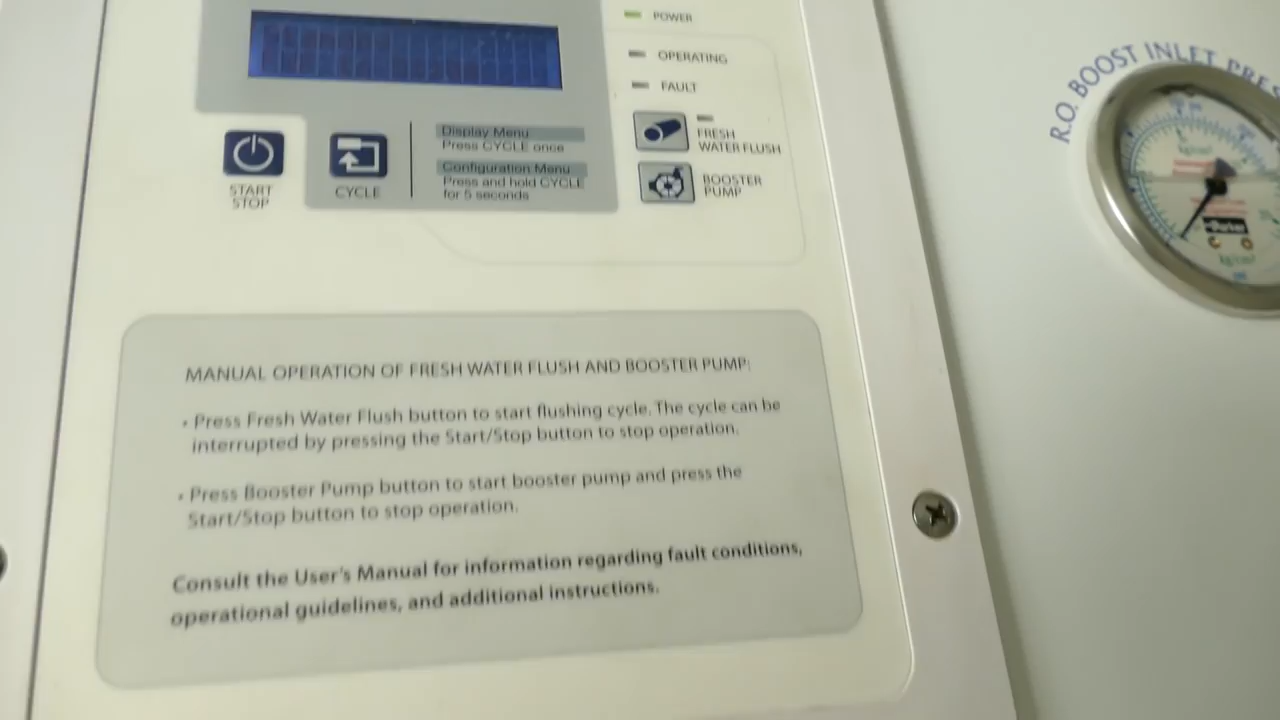 POWER
OPERATING
FAULT
FRESH
WATER FLUSH
BOOSTER
PUMP
START
STOP
CYCLE
Display Menu
Press CYCLE once
Configuration Menu
Press and hold CYCLE
for 5 seconds
R.O. BOOST INLET PRES
Parker
kg/cm²
MANUAL OPERATION OF FRESH WATER FLUSH AND BOOSTER PUMP:
• Press Fresh Water Flush button to start flushing cycle. The cycle can be
interrupted by pressing the Start/Stop button to stop operation.
• Press Booster Pump button to start booster pump and press the
Start/Stop button to stop operation.
Consult the User's Manual for information regarding fault conditions,
operational guidelines, and additional instructions.